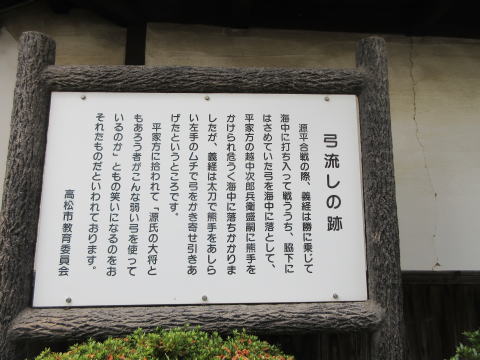 弓流しの跡
源平合戦の際、義経は勝に乗じて
海中に打ち入って戦ううち、脇下に
はさめていた弓を海中に落として、
平家方の越中次郎兵衛盛嗣に熊手を
かけられ危うく海中に落ちかかりま
したが、義経は太刀で熊手をあしら
い左手のムチで弓をかき寄せ引きあ
げたというところです。
平家方に拾われて「源氏の大将と
もあろう者がこんな弱い弓を使って
いるのか」ともの笑いになるのをお
それたものだといわれております。
高松市教育委員会